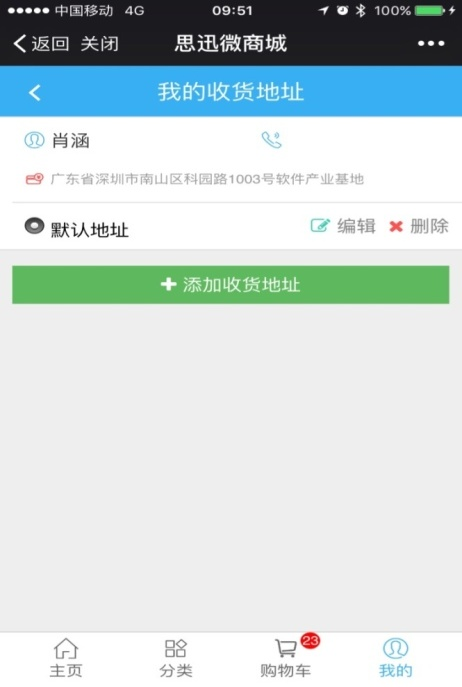 中国移动 4G 09:51 100%
返回 关闭 思迅微商城
我的收货地址
肖涵
广东省深圳市南山区科园路1003号软件产业基地
默认地址 编辑 删除
添加收货地址
23
主页 分类 购物车 我的